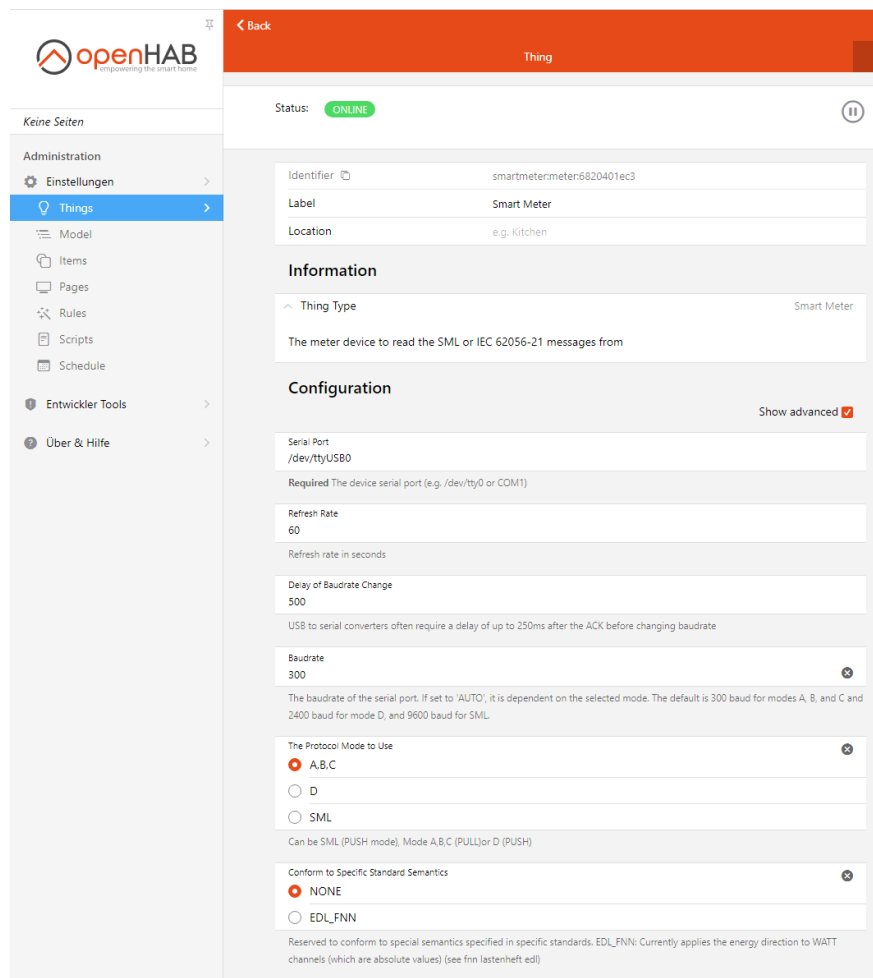 openHAB
empowering the smart home
Keine Seiten
Administration
Einstellungen
Things
Model
Items
Pages
Rules
Scripts
Schedule
Entwickler Tools
Über & Hilfe
Back
Thing
Status: ONLINE
Identifier smartmeter:meter:6820401ec3
Label Smart Meter
Location e.g. Kitchen
Information
Thing Type Smart Meter
The meter device to read the SML or IEC 62056-21 messages from
Configuration
Show advanced
Serial Port
/dev/ttyUSB0
Required The device serial port (e.g. /dev/tty0 or COM1)
Refresh Rate
60
Refresh rate in seconds
Delay of Baudrate Change
500
USB to serial converters often require a delay of up to 250ms after the ACK before changing baudrate
Baudrate
300
The baudrate of the serial port. If set to 'AUTO', it is dependent on the selected mode. The default is 300 baud for modes A, B, and C and
2400 baud for mode D, and 9600 baud for SML.
The Protocol Mode to Use
A,B,C
D
SML
Can be SML (PUSH mode), Mode A,B,C (PULL)or D (PUSH)
Conform to Specific Standard Semantics
NONE
EDL_FNN
Reserved to conform to special semantics specified in specific standards. EDL_FNN: Currently applies the energy direction to WATT
channels (which are absolute values) (see fnn lastenheft edl)